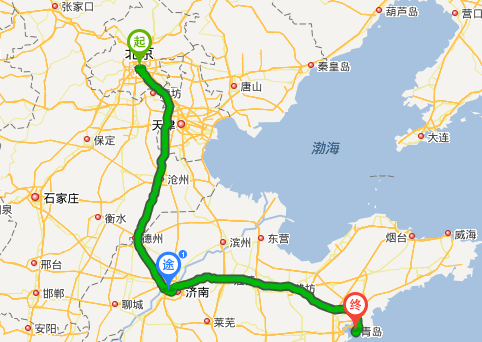 张家口
葫芦岛
营口
起
北京
秦皇岛
唐山
天津
大连
保定
渤海
沧州
石家庄
衡水
德州
滨州
东营
烟台
威海
邢台
途
1
邯郸
济南
聊城
终
莱芜
青岛
安阳